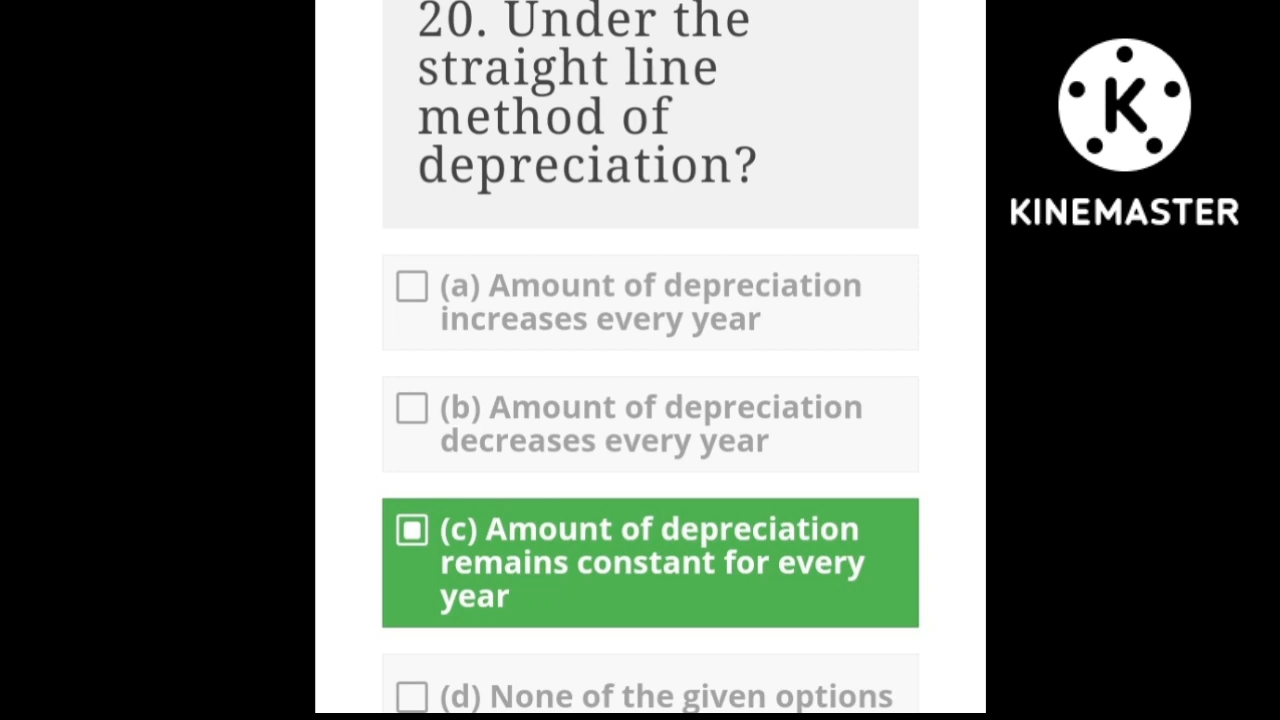 20. Under the
straight line
method of
depreciation?
(a) Amount of depreciation
increases every year
(b) Amount of depreciation
decreases every year
(c) Amount of depreciation
remains constant for every
year
(d) None of the given options
K
KINEMASTER